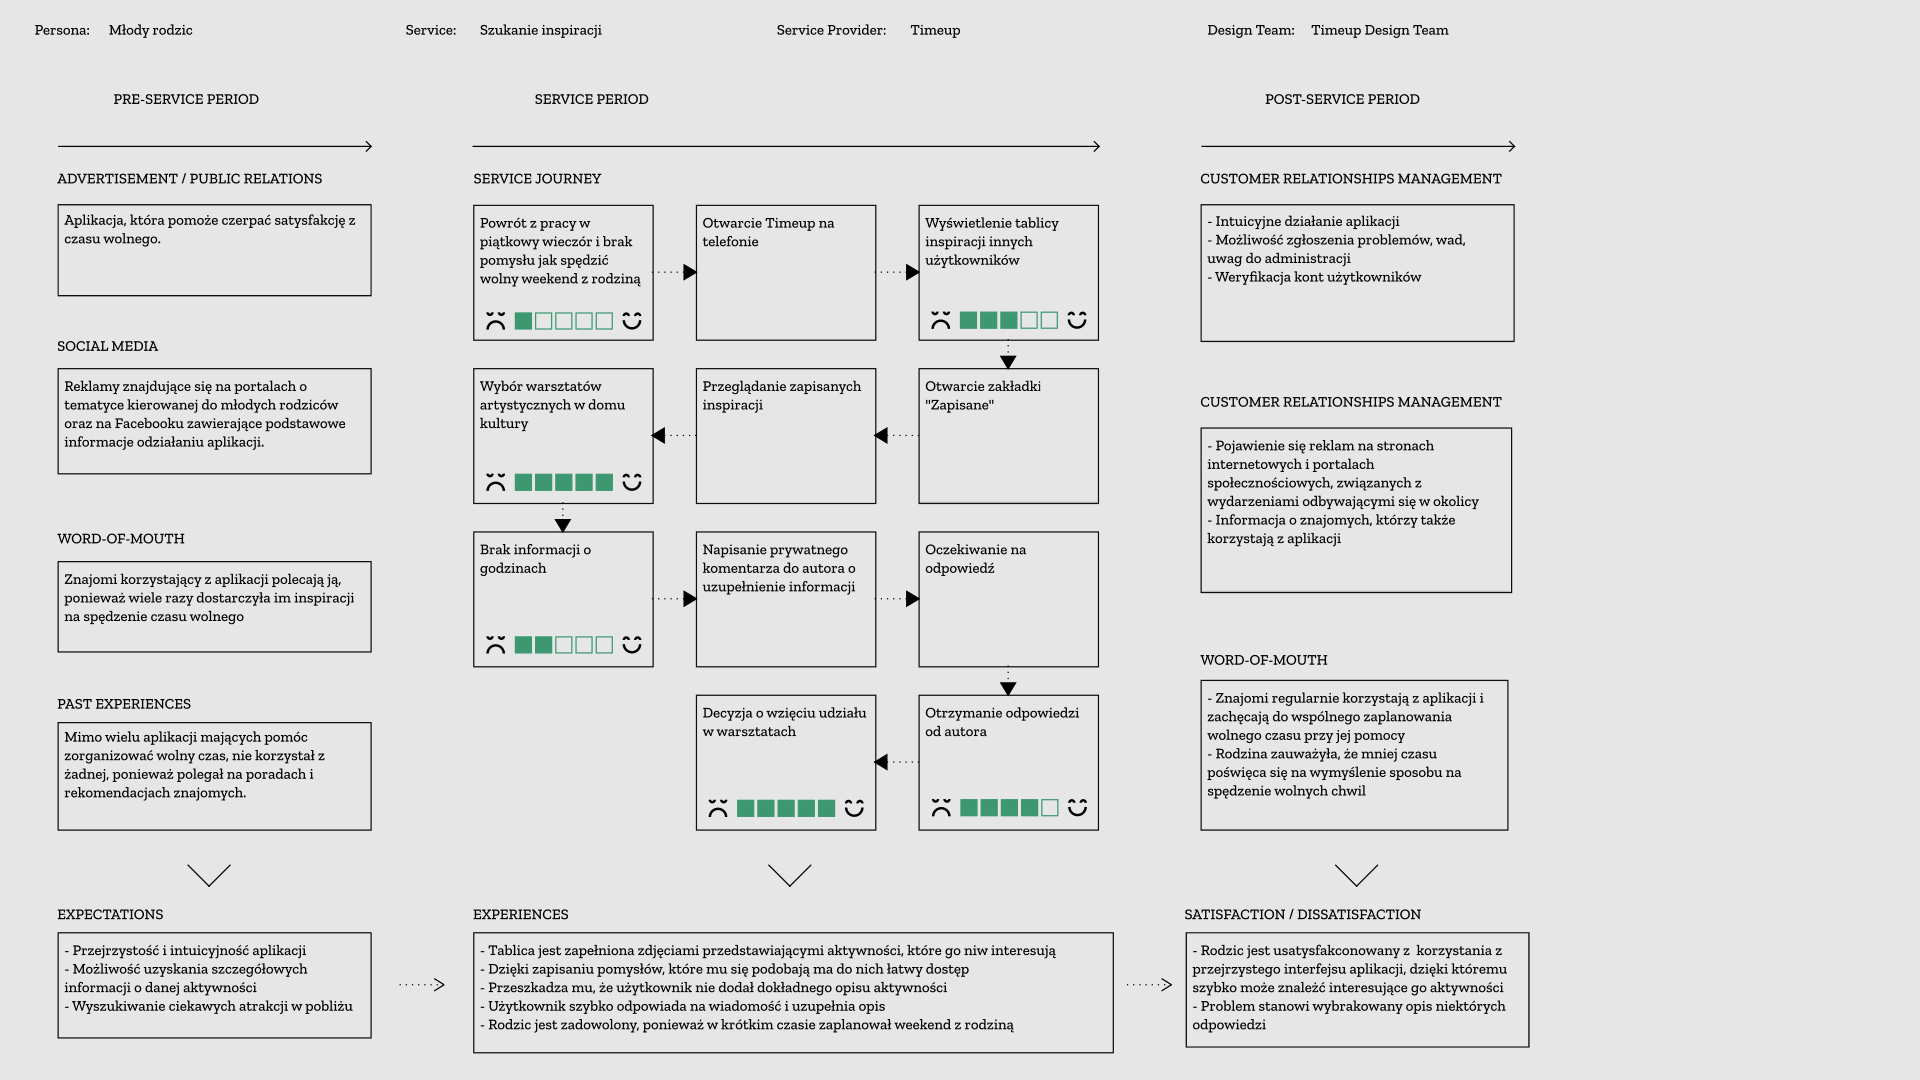 Persona: Młody rodzic
Service: Szukanie inspiracji
Service Provider: Timeup
Design Team: Timeup Design Team
PRE-SERVICE PERIOD
ADVERTISEMENT / PUBLIC RELATIONS
Aplikacja, która pomoże czerpać satysfakcję z
czasu wolnego.
SOCIAL MEDIA
Reklamy znajdujące się na portalach o
tematyce kierowanej do młodych rodziców
oraz na Facebooku zawierające podstawowe
informacje odziałaniu aplikacji.
WORD-OF-MOUTH
Znajomi korzystający z aplikacji polecają ją,
ponieważ wiele razy dostarczyła im inspiracji
na spędzenie czasu wolnego
PAST EXPERIENCES
Mimo wielu aplikacji mających pomóc
zorganizować wolny czas, nie korzystał z
żadnej, ponieważ polegał na poradach i
rekomendacjach znajomych.
EXPECTATIONS
- Przejrzystość i intuicyjność aplikacji
- Możliwość uzyskania szczegółowych
informacji o danej aktywności
- Wyszukiwanie ciekawych atrakcji w pobliżu
SERVICE PERIOD
SERVICE JOURNEY
Powrót z pracy w
piątkowy wieczór i brak
pomysłu jak spędzić
wolny weekend z rodziną
Otwarcie Timeup na
telefonie
Wyświetlenie tablicy
inspiracji innych
użytkowników
Otwarcie zakładki
"Zapisane"
Przeglądanie zapisanych
inspiracji
Wybór warsztatów
artystycznych w domu
kultury
Brak informacji o
godzinach
Napisanie prywatnego
komentarza do autora o
uzupełnienie informacji
Oczekiwanie na
odpowiedź
Otrzymanie odpowiedzi
od autora
Decyzja o wzięciu udziału
w warsztatach
EXPERIENCES
- Tablica jest zapełniona zdjęciami przedstawiającymi aktywności, które go niw interesują
- Dzięki zapisaniu pomysłów, które mu się podobają ma do nich łatwy dostęp
- Przeszkadza mu, że użytkownik nie dodał dokładnego opisu aktywności
- Użytkownik szybko odpowiada na wiadomość i uzupełnia opis
- Rodzic jest zadowolony, ponieważ w krótkim czasie zaplanował weekend z rodziną
POST-SERVICE PERIOD
CUSTOMER RELATIONSHIPS MANAGEMENT
- Intuicyjne działanie aplikacji
- Możliwość zgłoszenia problemów, wad,
uwag do administracji
- Weryfikacja kont użytkowników
CUSTOMER RELATIONSHIPS MANAGEMENT
- Pojawienie się reklam na stronach
internetowych i portalach
społecznościowych, związanych z
wydarzeniami odbywającymi się w okolicy
- Informacja o znajomych, którzy także
korzystają z aplikacji
WORD-OF-MOUTH
- Znajomi regularnie korzystają z aplikacji i
zachęcają do wspólnego zaplanowania
wolnego czasu przy jej pomocy
- Rodzina zauważyła, że mniej czasu
poświęca się na wymyślenie sposobu na
spędzenie wolnych chwil
SATISFACTION / DISSATISFACTION
- Rodzic jest usatysfakconowany z  korzystania z
przejrzystego interfejsu aplikacji, dzięki któremu
szybko może znaleźć interesujące go aktywności
- Problem stanowi wybrakowany opis niektórych
odpowiedzi